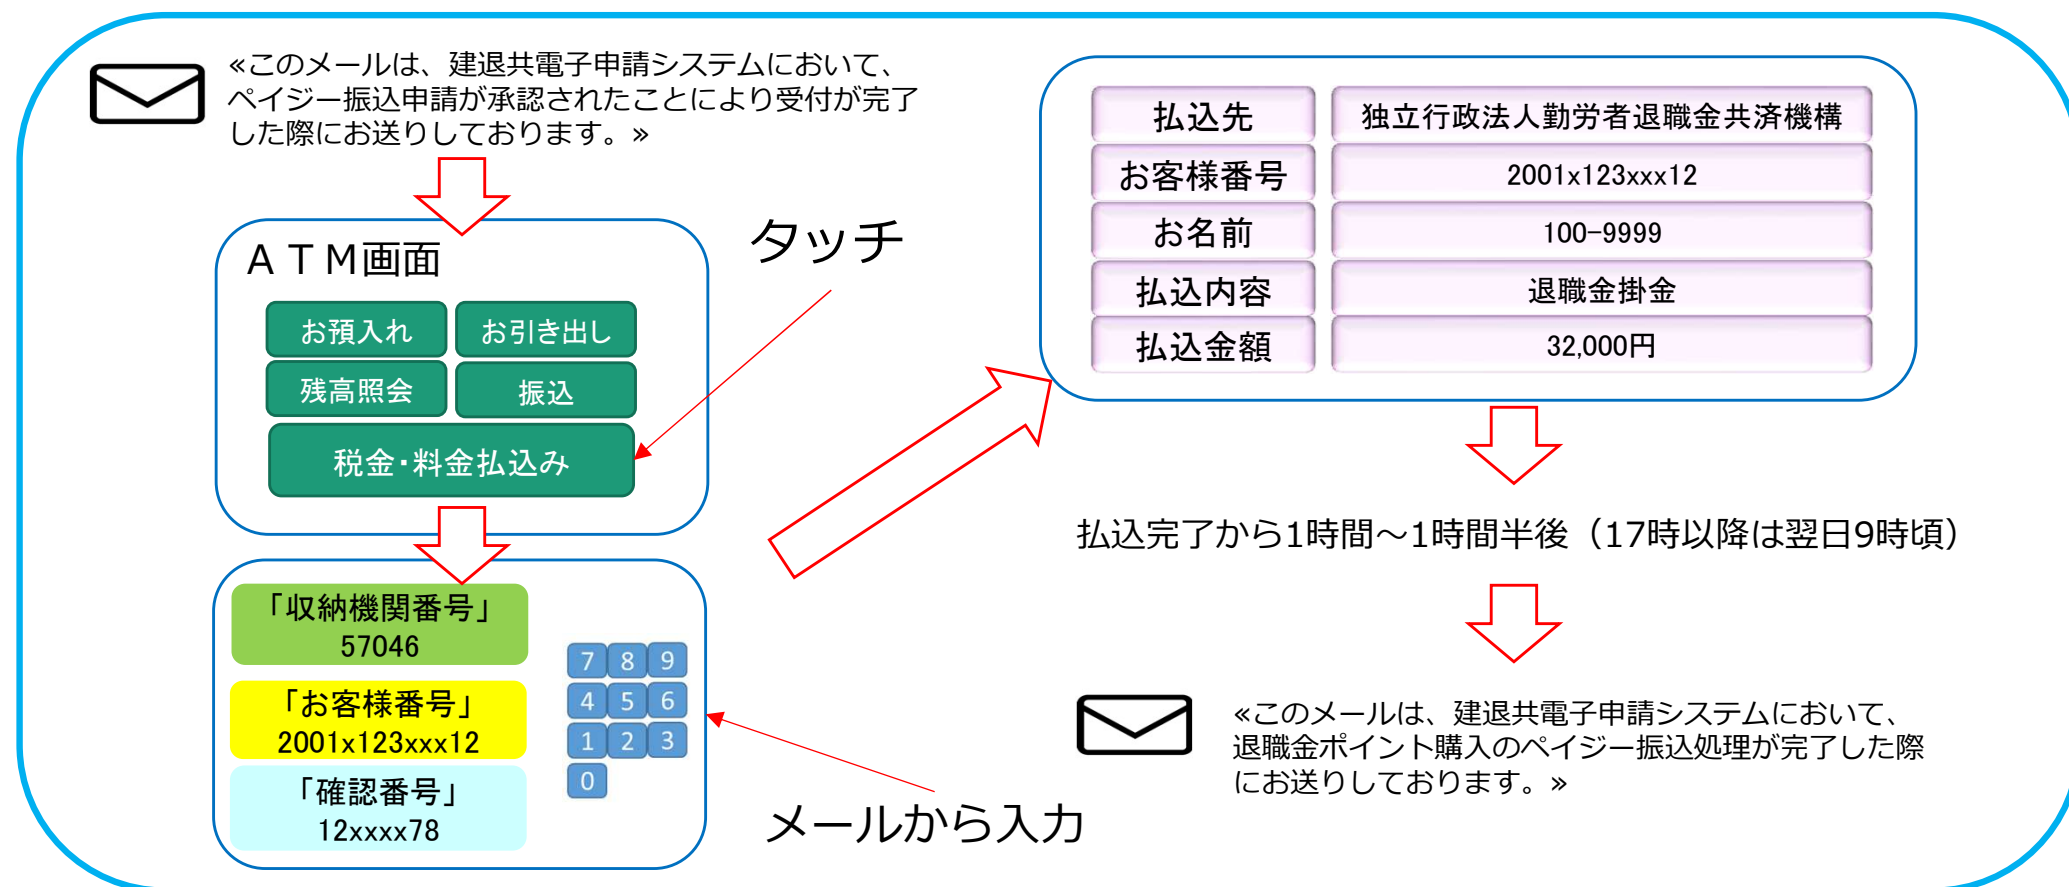 «このメールは、建退共電子申請システムにおいて、
ペイジー振込申請が承認されたことにより受付が完了
した際にお送りしております。»
ＡＴＭ画面
お預入れ
お引き出し
残高照会
振込
税金・料金払込み
タッチ
「収納機関番号」
57046
「お客様番号」
2001x123xxx12
「確認番号」
12xxxx78
7 8 9
4 5 6
1 2 3
0
メールから入力
払込先 独立行政法人勤労者退職金共済機構
お客様番号 2001x123xxx12
お名前 100-9999
払込内容 退職金掛金
払込金額 32,000円
払込完了から1時間～1時間半後（17時以降は翌日9時頃）
«このメールは、建退共電子申請システムにおいて、
退職金ポイント購入のペイジー振込処理が完了した際
にお送りしております。»